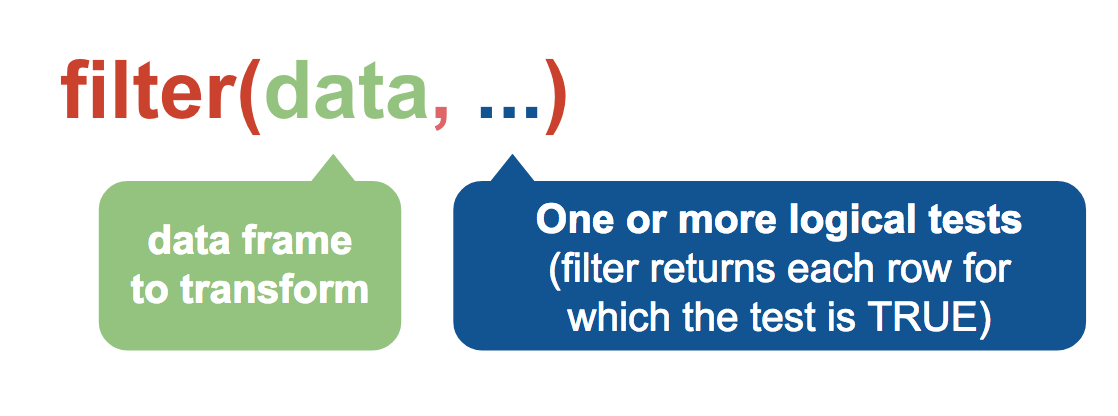 filter(data, ...)
data frame
to transform
One or more logical tests
(filter returns each row for
which the test is TRUE)